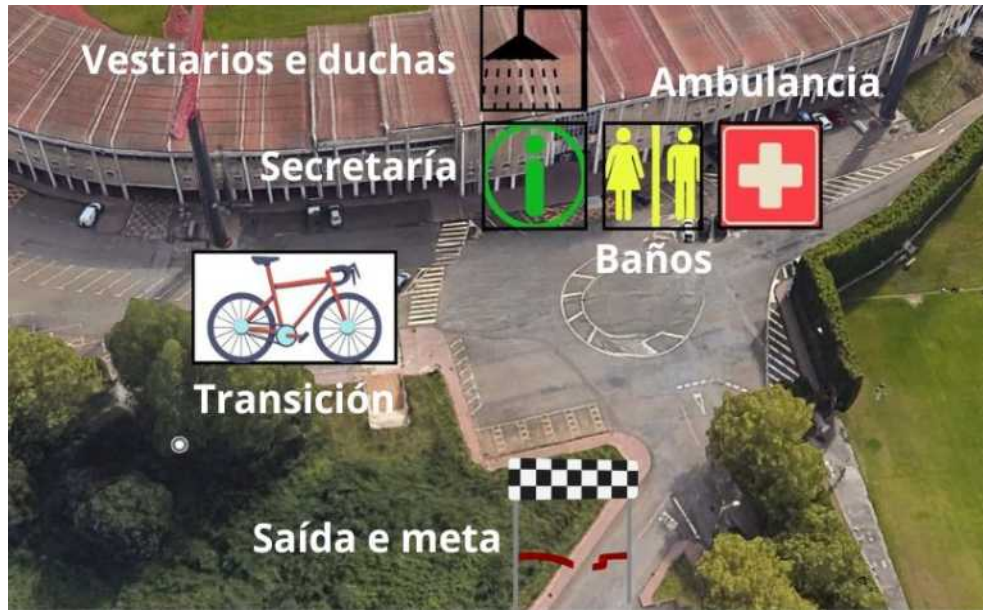 Vestiarios e duchas
Ambulancia
Secretaría
Baños
Transición
Saída e meta